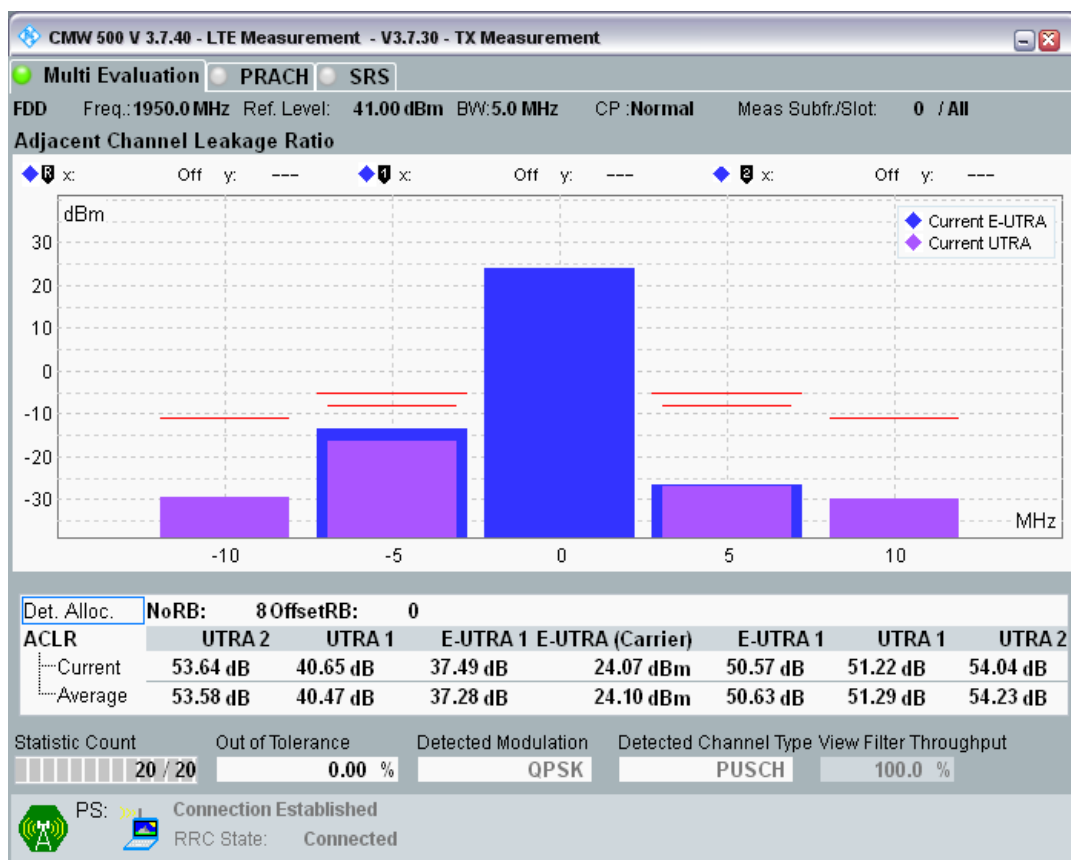 CMW 500 V 3.7.40 - LTE Measurement - V3.7.30 - TX Measurement
Multi Evaluation PRACH SRS
FDD Freq.: 1950.0 MHz Ref. Level: 41.00 dBm BW: 5.0 MHz CP : Normal Meas Subfr./Slot: 0 / All
Adjacent Channel Leakage Ratio
R x: Off y: --- 1 x: Off y: --- 2 x: Off y: ---
dBm
Current E-UTRA
Current UTRA
30
20
10
0
-10
-20
-30
MHz
-10 -5 0 5 10
Det. Alloc. NoRB: 8 OffsetRB: 0
ACLR UTRA 2 UTRA 1 E-UTRA 1 E-UTRA (Carrier) E-UTRA 1 UTRA 1 UTRA 2
Current 53.64 dB 40.65 dB 37.49 dB 24.07 dBm 50.57 dB 51.22 dB 54.04 dB
Average 53.58 dB 40.47 dB 37.28 dB 24.10 dBm 50.63 dB 51.29 dB 54.23 dB
Statistic Count Out of Tolerance Detected Modulation Detected Channel Type View Filter Throughput
20 / 20 0.00 % QPSK PUSCH 100.0 %
PS: Connection Established
RRC State: Connected